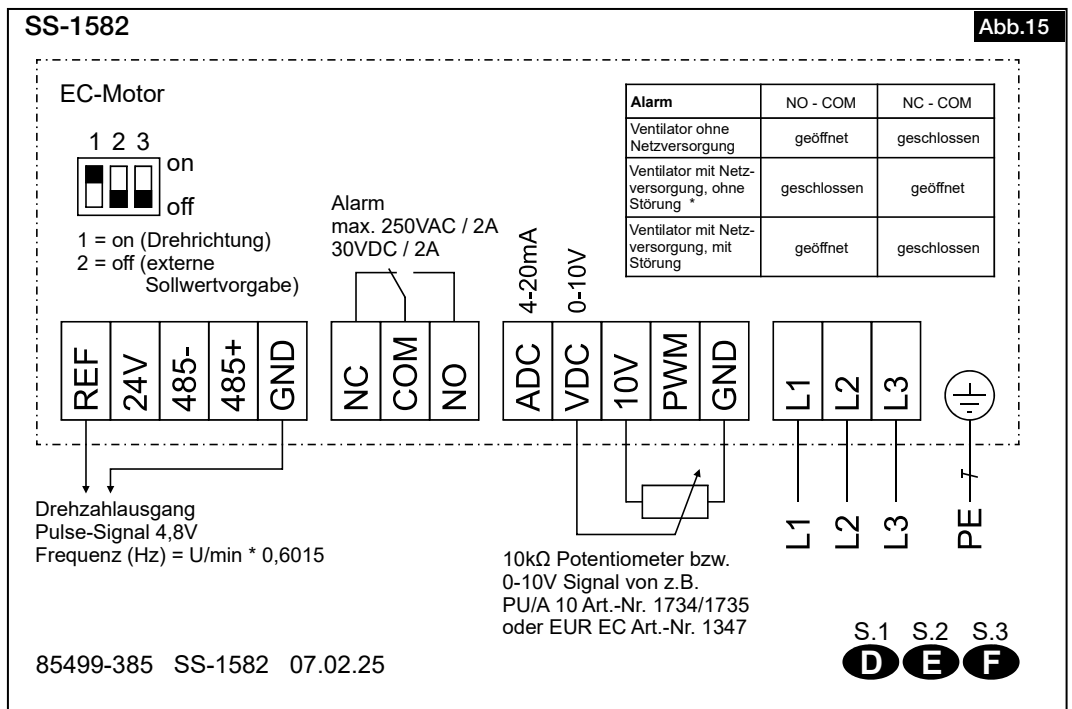 SS-1582
Abb.15
EC-Motor
1 2 3
on
off
1 = on (Drehrichtung)
2 = off (externe
Sollwertvorgabe)
Alarm
max. 250VAC / 2A
30VDC / 2A
4-20mA
0-10V
Alarm
NO - COM
NC - COM
Ventilator ohne
Netzversorgung
geöffnet
geschlossen
Ventilator mit Netz-
versorgung, ohne
Störung *
geschlossen
geöffnet
Ventilator mit Netz-
versorgung, mit
Störung
geöffnet
geschlossen
REF
24V
485-
485+
GND
NC
COM
NO
ADC
VDC
10V
PWM
GND
L1
L2
L3
Drehzahlausgang
Pulse-Signal 4,8V
Frequenz (Hz) = U/min * 0,6015
10kΩ Potentiometer bzw.
0-10V Signal von z.B.
PU/A 10 Art.-Nr. 1734/1735
oder EUR EC Art.-Nr. 1347
L1
L2
L3
PE
85499-385 SS-1582 07.02.25
S.1 S.2 S.3
D E F